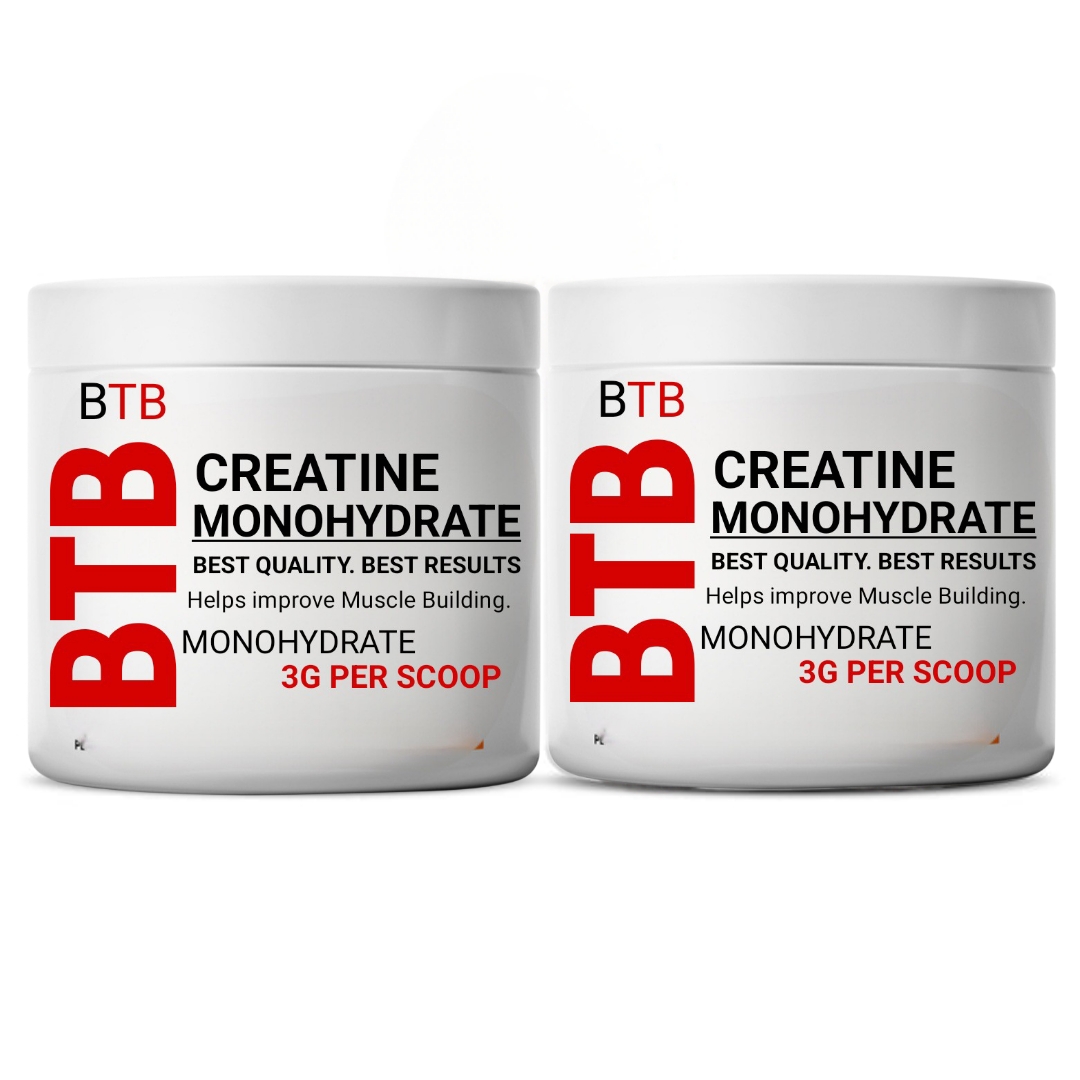 BTB
BTB
CREATINE
MONOHYDRATE
BEST QUALITY. BEST RESULTS
Helps improve Muscle Building.
MONOHYDRATE
3G PER SCOOP
BTB
BTB
CREATINE
MONOHYDRATE
BEST QUALITY. BEST RESULTS
Helps improve Muscle Building.
MONOHYDRATE
3G PER SCOOP